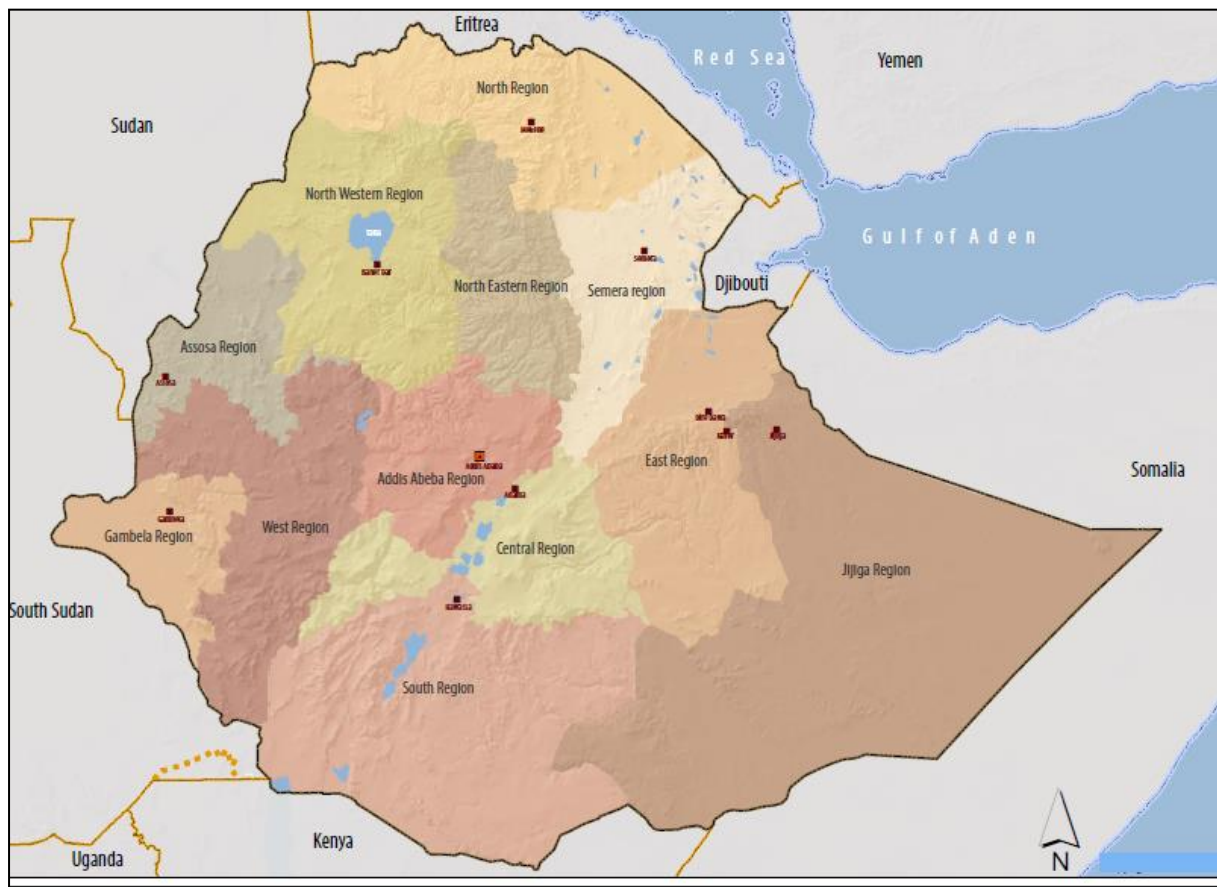 Eritrea
Red Sea
Yemen
North Region
Sudan
North Western Region
Gulf of Aden
North Eastern Region
Semera region
Djibouti
Assosa Region
East Region
Addis Abeba Region
Somalia
Gambela Region
West Region
Central Region
Jijiga Region
South Sudan
South Region
Kenya
Uganda
N